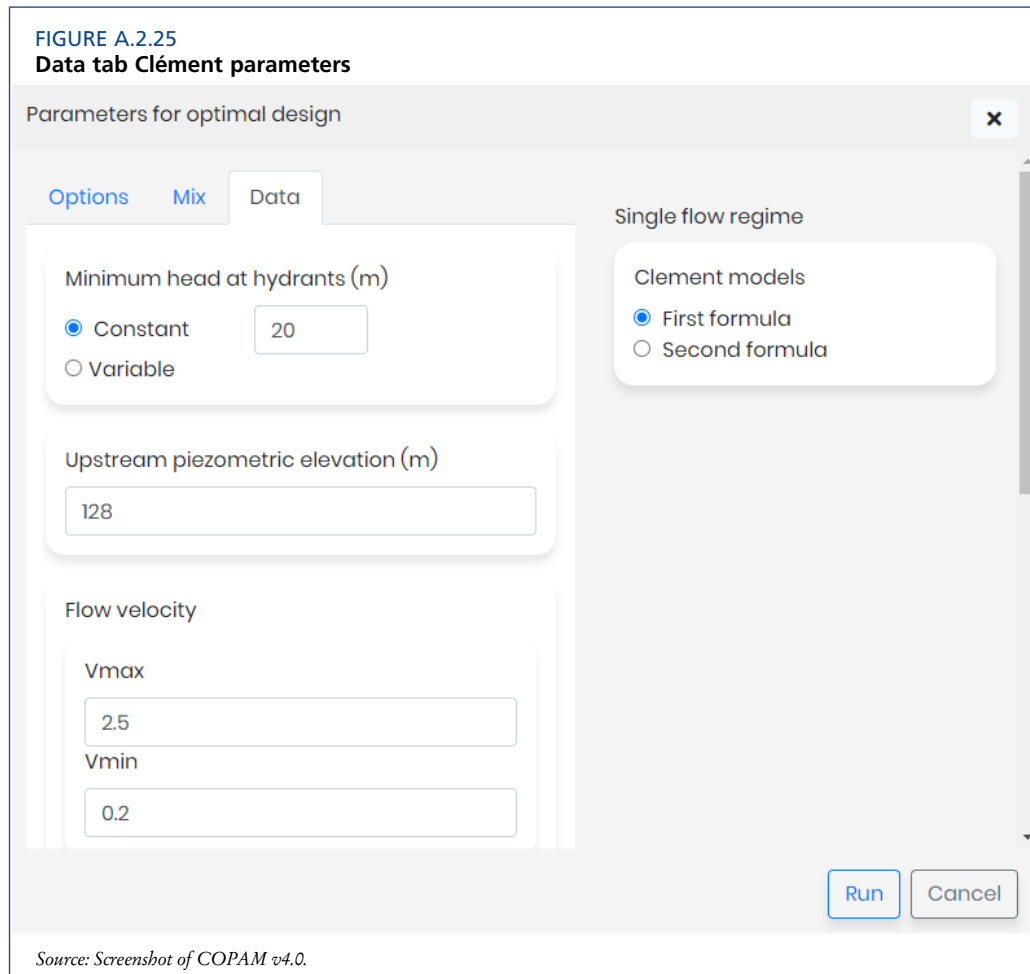 FIGURE A.2.25
Data tab Clément parameters
Parameters for optimal design
Options Mix Data
Minimum head at hydrants (m)
Constant 20
Variable
Upstream piezometric elevation (m)
128
Flow velocity
Vmax
2.5
Vmin
0.2
Single flow regime
Clement models
First formula
Second formula
Run Cancel
Source: Screenshot of COPAM v4.0.